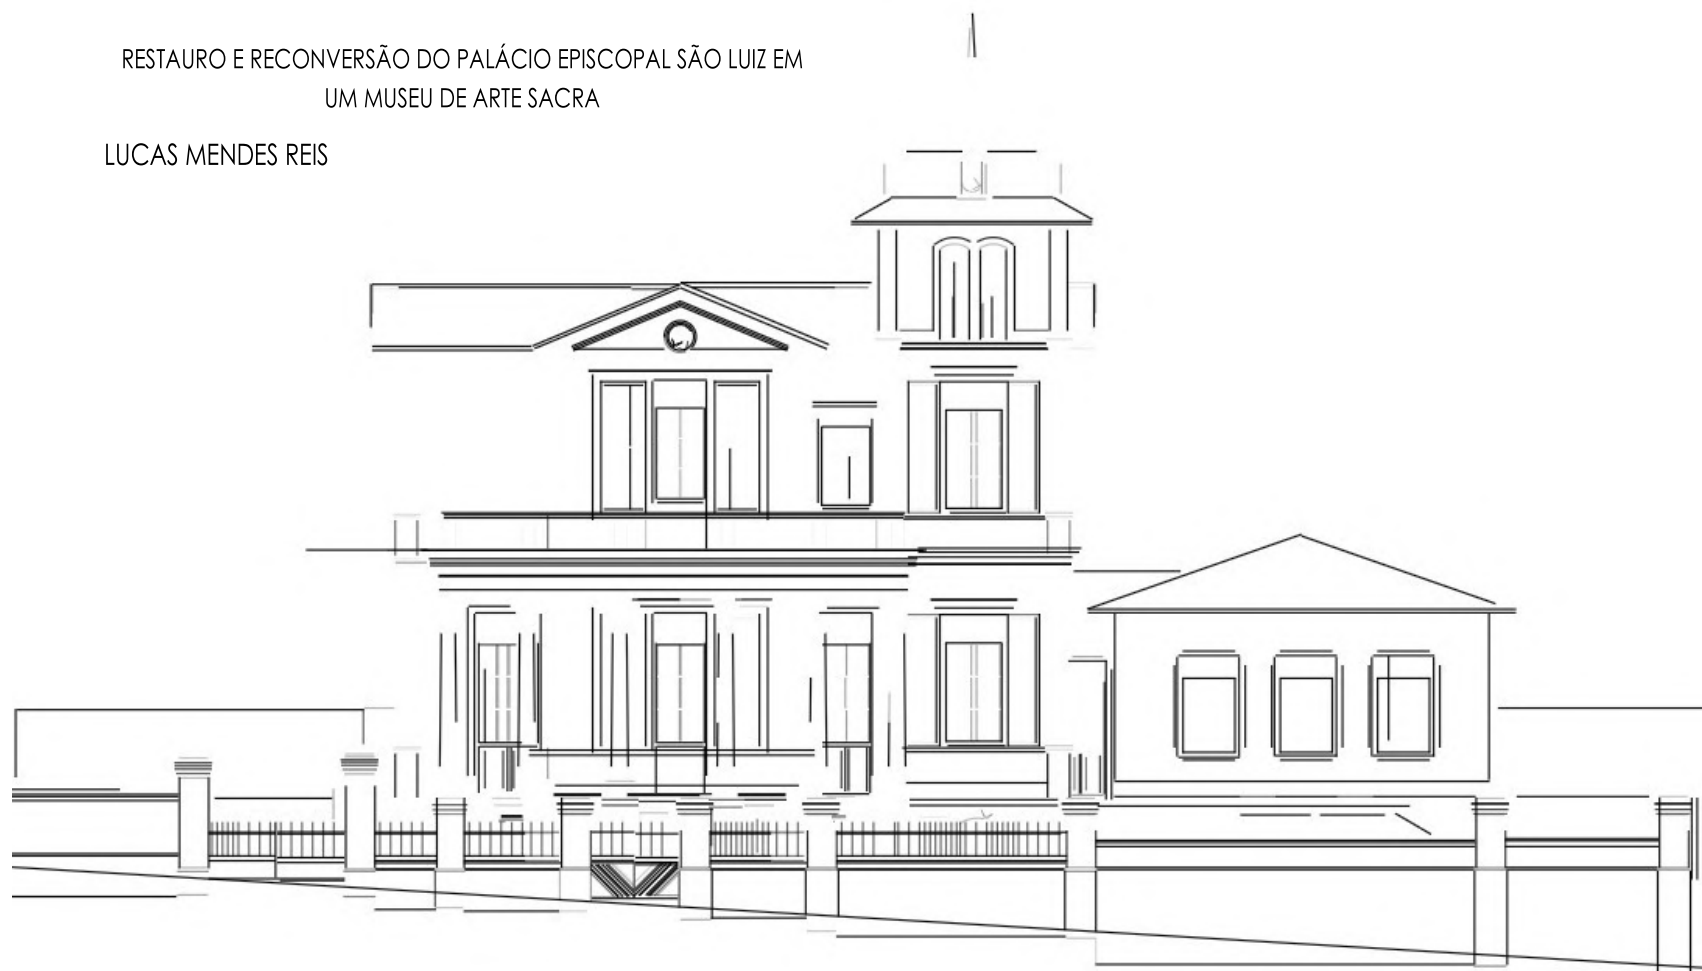 RESTAURO E RECONVERSÃO DO PALÁCIO EPISCOPAL SÃO LUIZ EM
UM MUSEU DE ARTE SACRA
LUCAS MENDES REIS